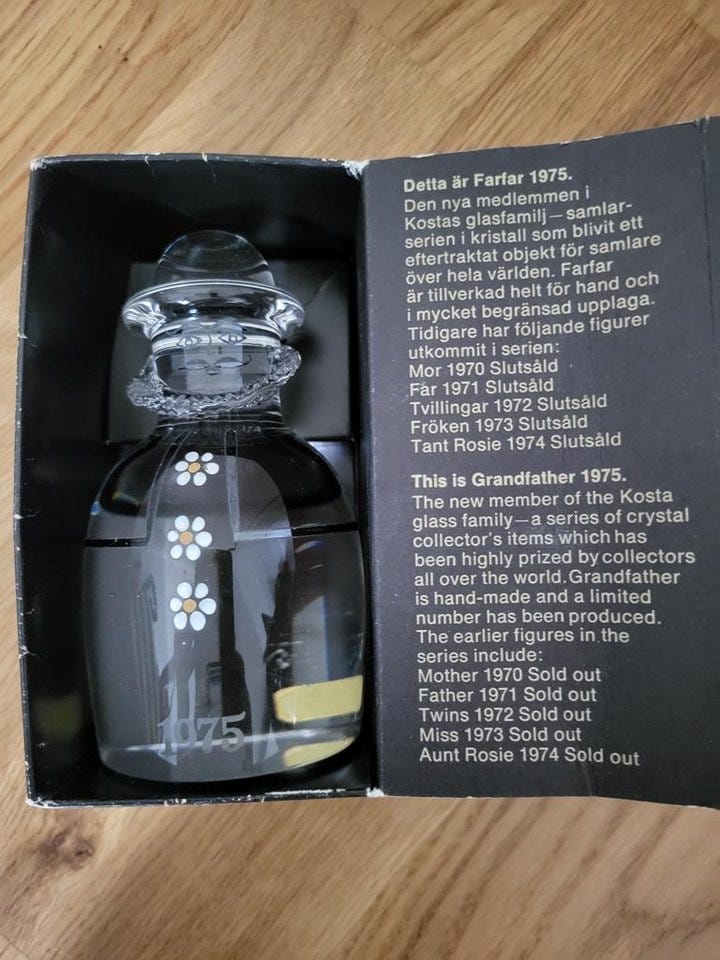 Detta är Farfar 1975.
Den nya medlemmen i
Kostas glasfamilj—samlar-
serien i kristall som blivit ett
eftertraktat objekt för samlare
över hela världen. Farfar
är tillverkad helt för hand och
i mycket begränsad upplaga.
Tidigare har följande figurer
utkommit i serien:
Mor 1970 Slutsåld
Far 1971 Slutsåld
Tvillingar 1972 Slutsåld
Fröken 1973 Slutsåld
Tant Rosie 1974 Slutsåld
This is Grandfather 1975.
The new member of the Kosta
glass family—a series of crystal
collector's items which has
been highly prized by collectors
all over the world. Grandfather
is hand-made and a limited
number has been produced.
The earlier figures in the
series include:
Mother 1970 Sold out
Father 1971 Sold out
Twins 1972 Sold out
Miss 1973 Sold out
Aunt Rosie 1974 Sold out
1975